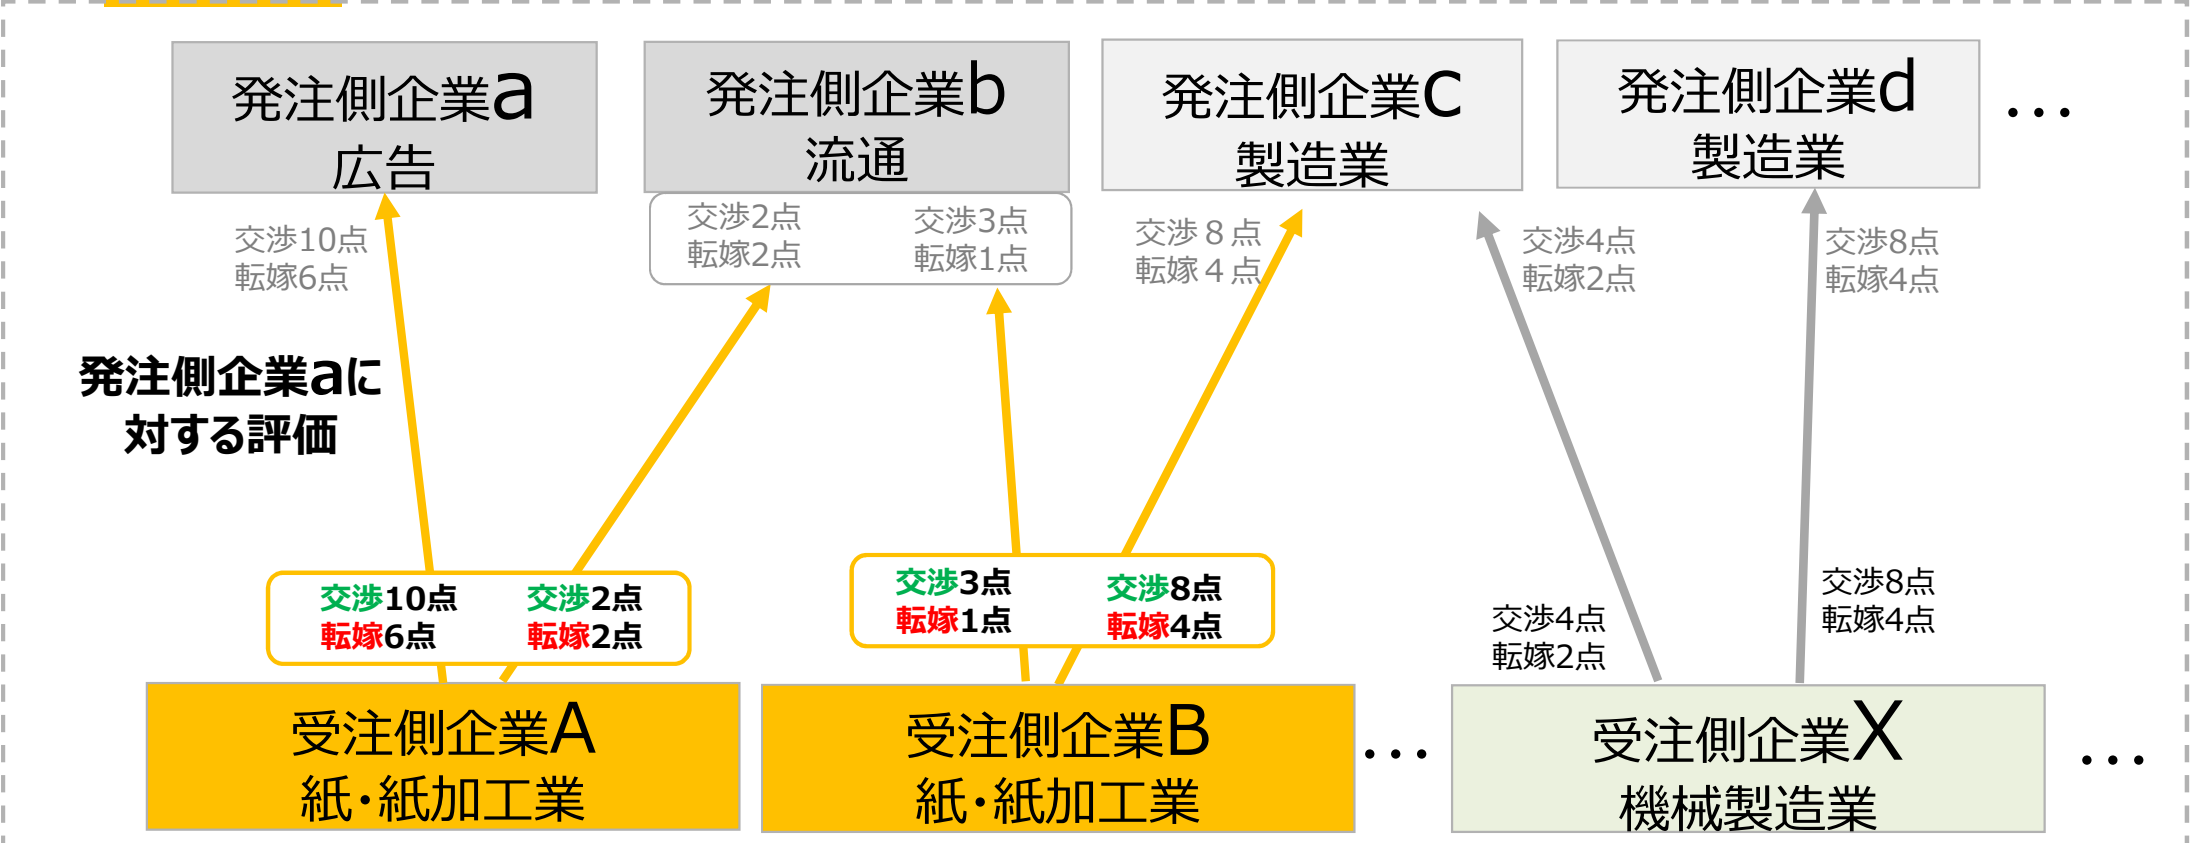 発注側企業a
広告
発注側企業b
流通
発注側企業c
製造業
発注側企業d
製造業
…
交渉10点
転嫁6点
交渉2点
転嫁2点
交渉3点
転嫁1点
交渉８点
転嫁４点
交渉4点
転嫁2点
交渉8点
転嫁4点
発注側企業aに
対する評価
交渉10点
転嫁6点
交渉2点
転嫁2点
交渉3点
転嫁1点
交渉8点
転嫁4点
交渉4点
転嫁2点
交渉8点
転嫁4点
受注側企業A
紙・紙加工業
受注側企業B
紙・紙加工業
…
受注側企業X
機械製造業
…